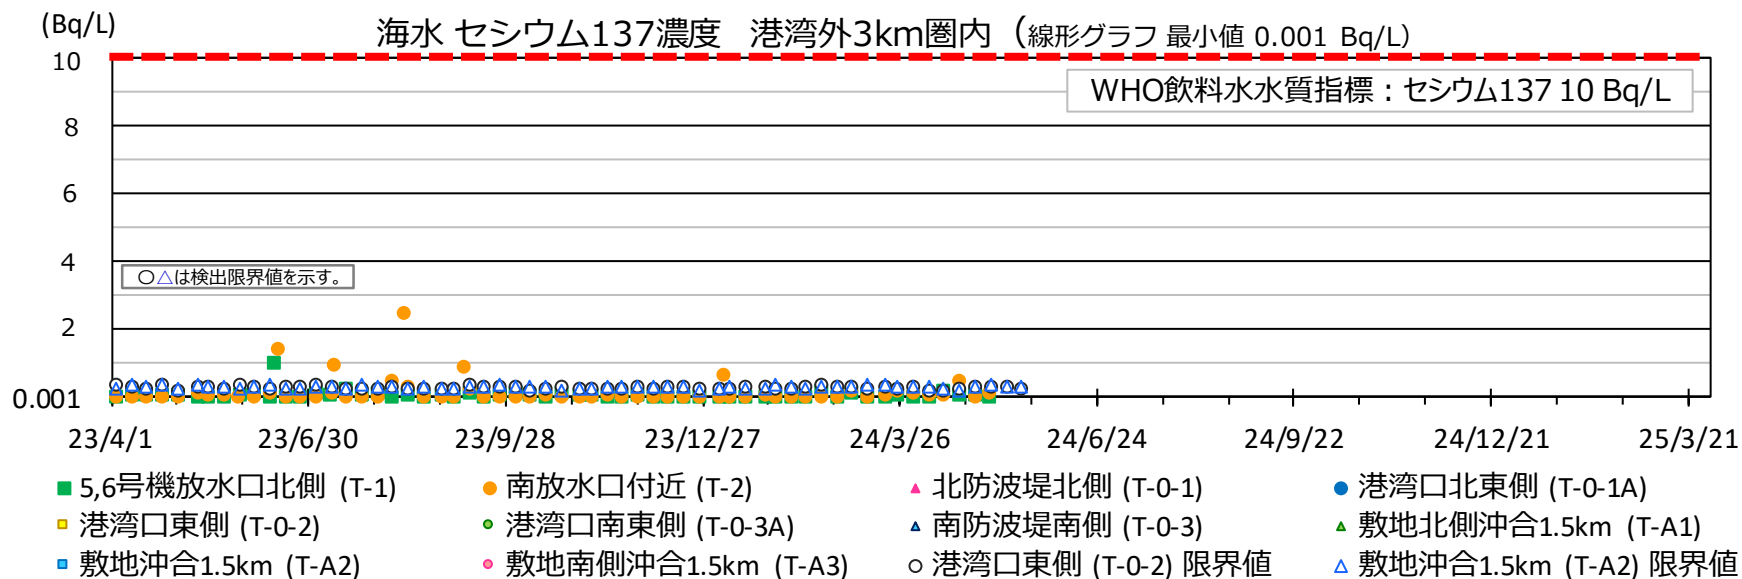 (Bq/L)
海水 セシウム137濃度　港湾外3km圏内（線形グラフ 最小値 0.001 Bq/L）
10
WHO飲料水水質指標：セシウム137 10 Bq/L
8
6
4
○△は検出限界値を示す。
2
0.001
23/4/1 23/6/30 23/9/28 23/12/27 24/3/26 24/6/24 24/9/22 24/12/21 25/3/21
5,6号機放水口北側 (T-1) 南放水口付近 (T-2) 北防波堤北側 (T-0-1) 港湾口北東側 (T-0-1A)
港湾口東側 (T-0-2) 港湾口南東側 (T-0-3A) 南防波堤南側 (T-0-3) 敷地北側沖合1.5km (T-A1)
敷地沖合1.5km (T-A2) 敷地南側沖合1.5km (T-A3) 港湾口東側 (T-0-2) 限界値 敷地沖合1.5km (T-A2) 限界値